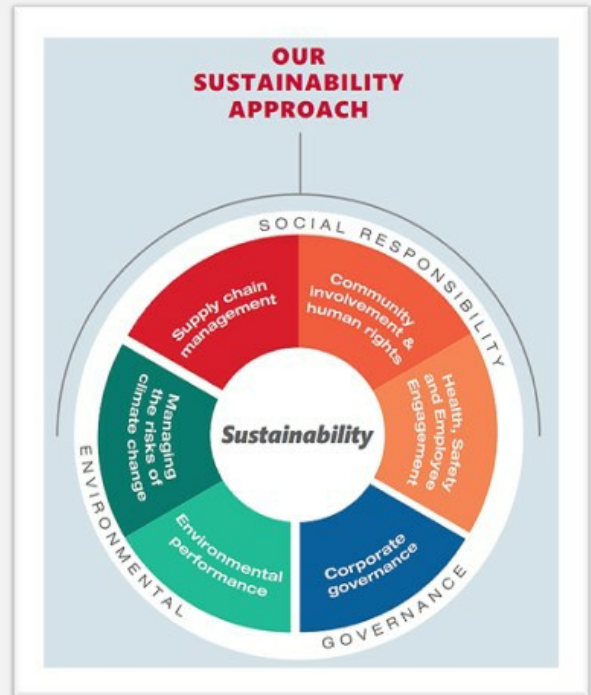 OUR
SUSTAINABILITY
APPROACH
SOCIAL RESPONSIBILITY
Supply chain
management
Community
involvement &
human rights
Health, Safety
and Employee
Engagement
Managing
the risks of
climate change
Sustainability
Environmental
performance
Corporate
governance
ENVIRONMENTAL
GOVERNANCE